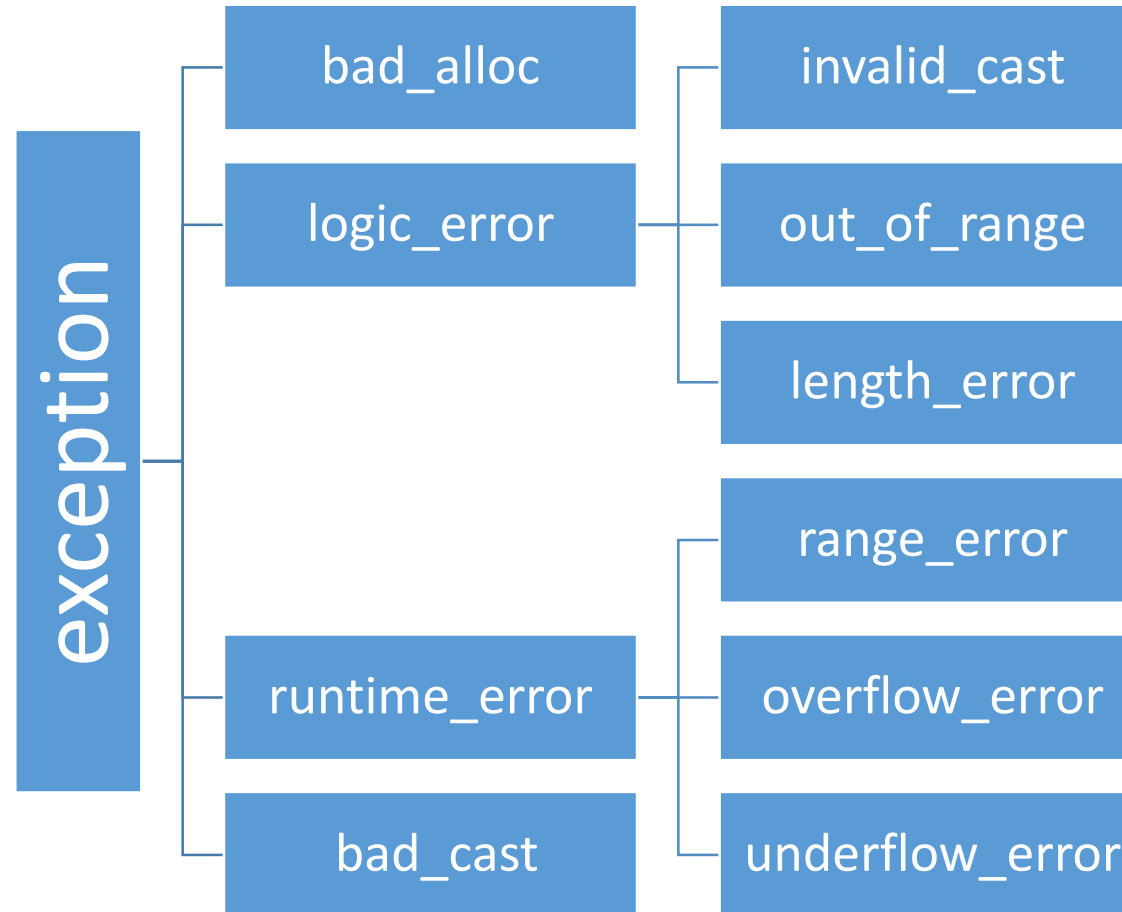 exception
bad_alloc
logic_error
invalid_cast
out_of_range
length_error
runtime_error
range_error
overflow_error
underflow_error
bad_cast